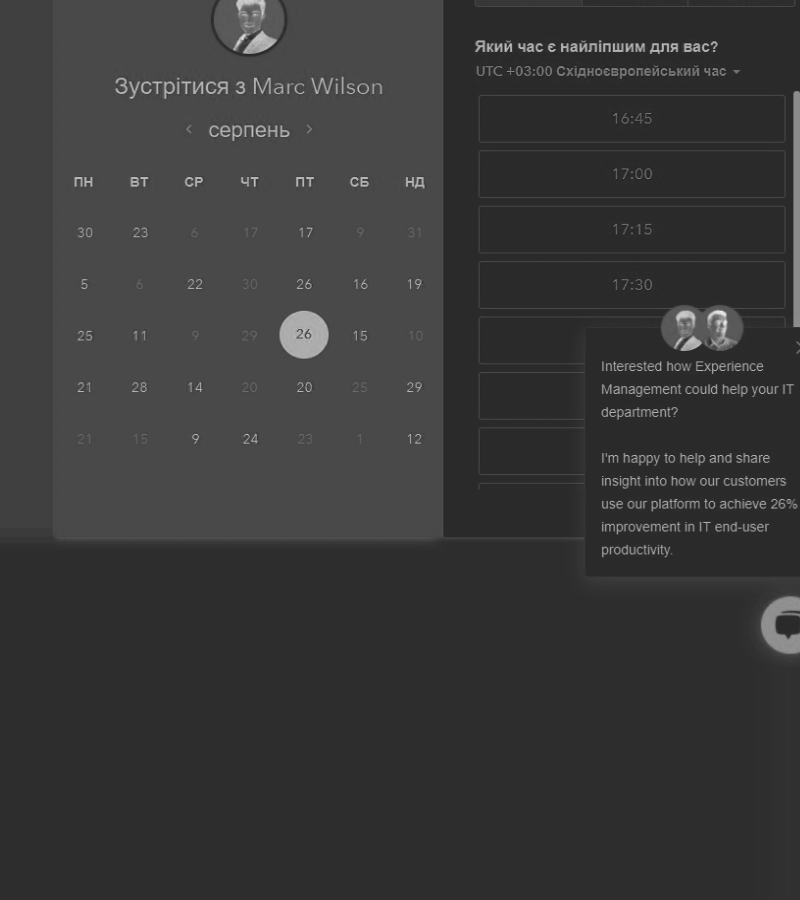 Зустрітися з Marc Wilson
серпень
ПН ВТ СР ЧТ ПТ СБ НД
30 23 6 17 17 9 31
5 6 22 30 26 16 19
25 11 9 29 26 15 10
21 28 14 20 20 25 29
21 15 9 24 23 1 12
Який час є найліпшим для вас?
UTC +03:00 Східноєвропейський час
16:45
17:00
17:15
17:30
Interested how Experience
Management could help your IT
department?
I'm happy to help and share
insight into how our customers
use our platform to achieve 26%
improvement in IT end-user
productivity.